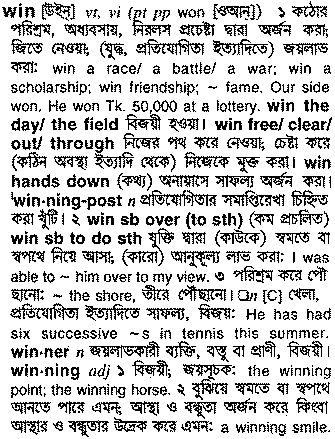 win [উইন্] vt, vi (pt pp won [ওআন্]) ১ কঠোর
পরিশ্রম, অধ্যবসায়, নিরলস প্রচেষ্টা দ্বারা অর্জন করা;
জিতে নেওয়া; (যুদ্ধ, প্রতিযোগিতা ইত্যাদিতে) জয়লাভ
করা: win a race/ a battle/ a war; win a
scholarship; win friendship; ~ fame. Our side
won. He won Tk. 50,000 at a lottery. win the
day/ the field বিজয়ী হওয়া। win free/ clear/
out/ through নিজের পথ করে নেওয়া; চেষ্টা করে
(কঠিন অবস্থা ইত্যাদি থেকে) নিজেকে মুক্ত করা। win
hands down (কথ্য) অনায়াসে সাফল্য অর্জন করা।
ˈwin·ning-post n প্রতিযোগিতার সমাপ্তিরেখা চিহ্নিত
করা খুঁটি। ২ win sb over (to sth) (কম প্রচলিত)
win sb to do sth যুক্তি দ্বারা (কাউকে) স্বমতে বা
স্বপথে নিয়ে আসা; (কারো) আনুকূল্য লাভ করা: I was
able to ~ him over to my view. ৩ পরিশ্রম করে পৌঁ
ছানো: ~ the shore, তীরে পৌঁছানো। □n [C] খেলা,
প্রতিযোগিতা ইত্যাদিতে সাফল্য, বিজয়: He has had
six successive ~s in tennis this summer.
win·ner n জয়লাভকারী ব্যক্তি, বস্তু বা প্রাণী, বিজয়ী।
win·ning adj ১ বিজয়ী; জয়সূচক: the winning
point; the winning horse. ২ বুঝিয়ে স্বমতে বা স্বপথে
আনতে পারে এমন; আস্থা ও বন্ধুত্বা অর্জন করে কিংবা
আস্থার ও বন্ধুত্বের উদ্রেক করে এমন: a winning smile.